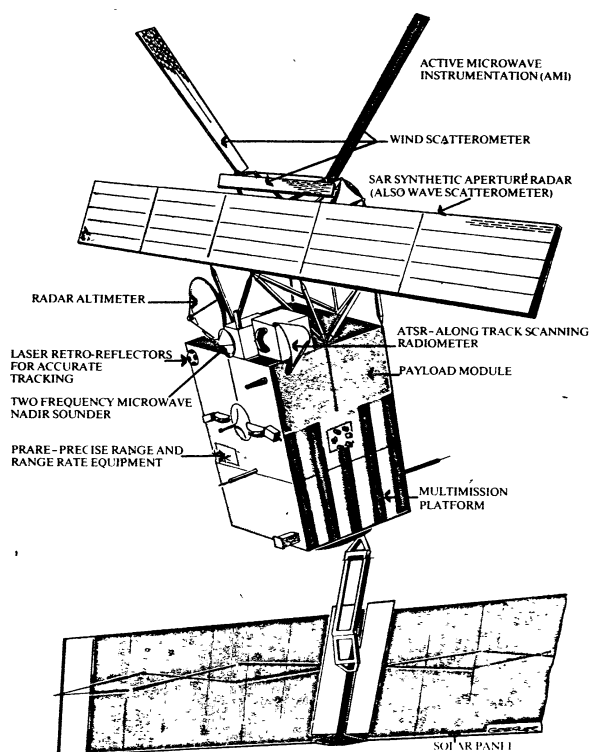 ACTIVE MICROWAVE
INSTRUMENTATION (AMI)
WIND SCATTEROMETER
SAR SYNTHETIC APERTURE RADAR
(ALSO WAVE SCATTEROMETER)
RADAR ALTIMETER
ATSR-ALONG TRACK SCANNING
RADIOMETER
LASER RETRO-REFLECTORS
FOR ACCURATE
TRACKING
PAYLOAD MODULE
TWO FREQUENCY MICROWAVE
NADIR SOUNDER
PRARE-PRECISE RANGE AND
RANGE RATE EQUIPMENT
MULTIMISSION
PLATFORM
SOLAR PANEL